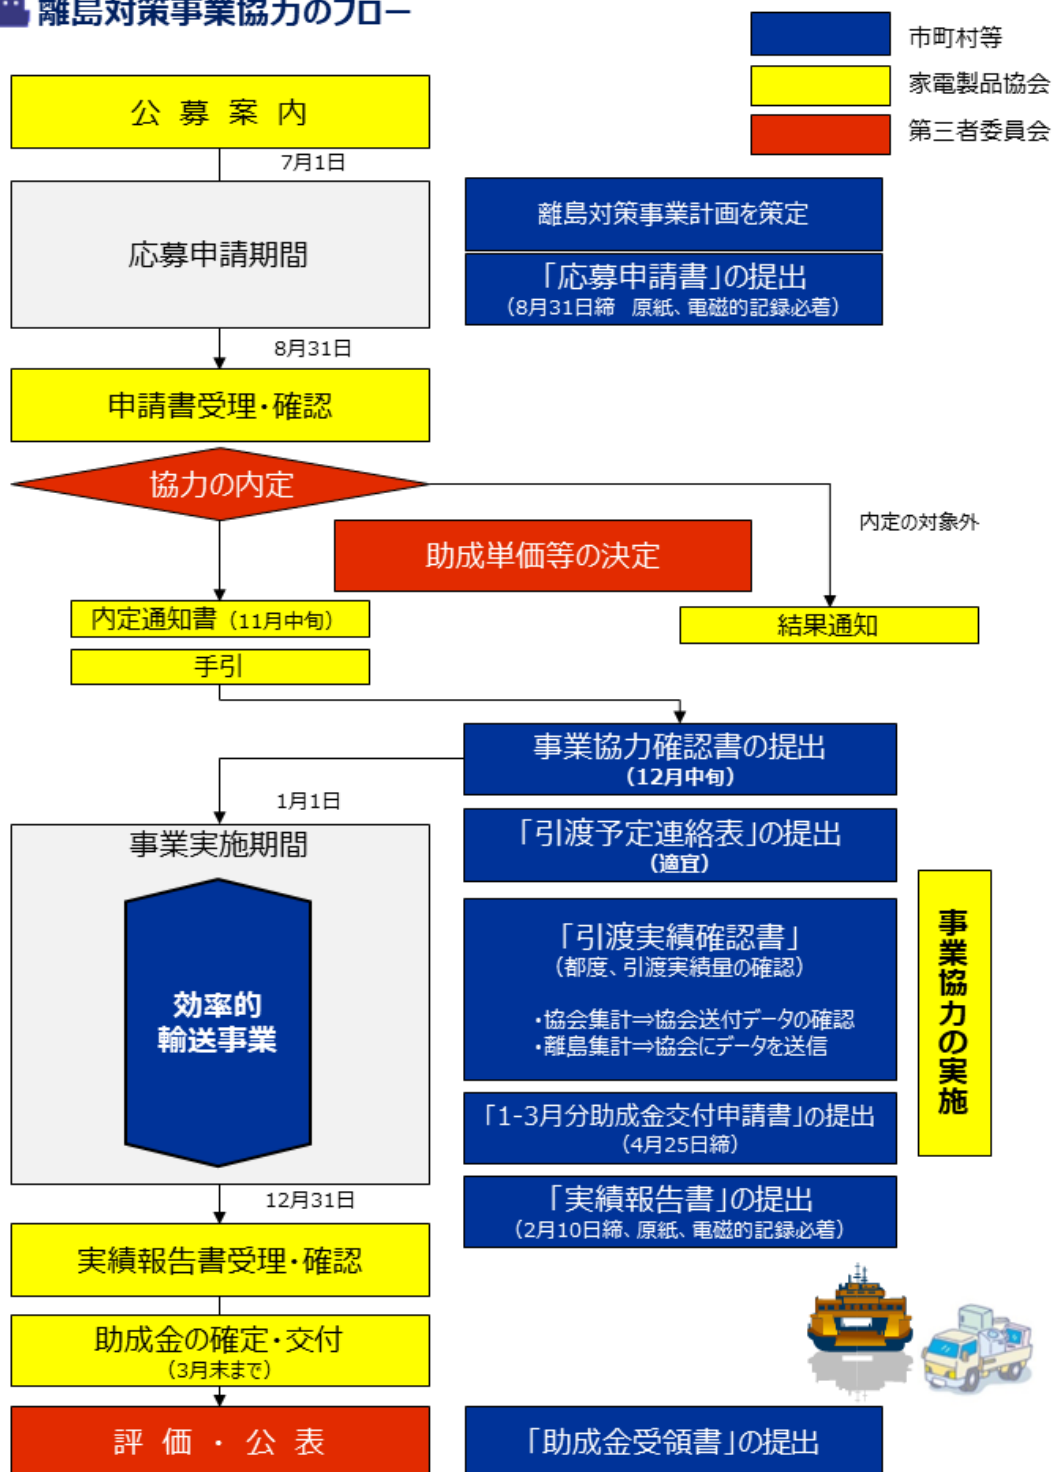 離島対策事業協力のフロー
市町村等
家電製品協会
第三者委員会
公 募 案 内
7月1日
応募申請期間
離島対策事業計画を策定
「応募申請書」の提出
（8月31日締　原紙、電磁的記録必着）
8月31日
申請書受理・確認
協力の内定
内定の対象外
助成単価等の決定
内定通知書（11月中旬）
結果通知
手引
事業協力確認書の提出
（12月中旬）
1月1日
事業実施期間
「引渡予定連絡表」の提出
（適宜）
効率的
輸送事業
「引渡実績確認書」
（都度、引渡実績量の確認）
・協会集計⇒協会送付データの確認
・離島集計⇒協会にデータを送信
事業協力の実施
「1-3月分助成金交付申請書」の提出
（4月25日締）
12月31日
「実績報告書」の提出
（2月10日締、原紙、電磁的記録必着）
実績報告書受理・確認
助成金の確定・交付
（3月末まで）
評 価 ・ 公 表
「助成金受領書」の提出